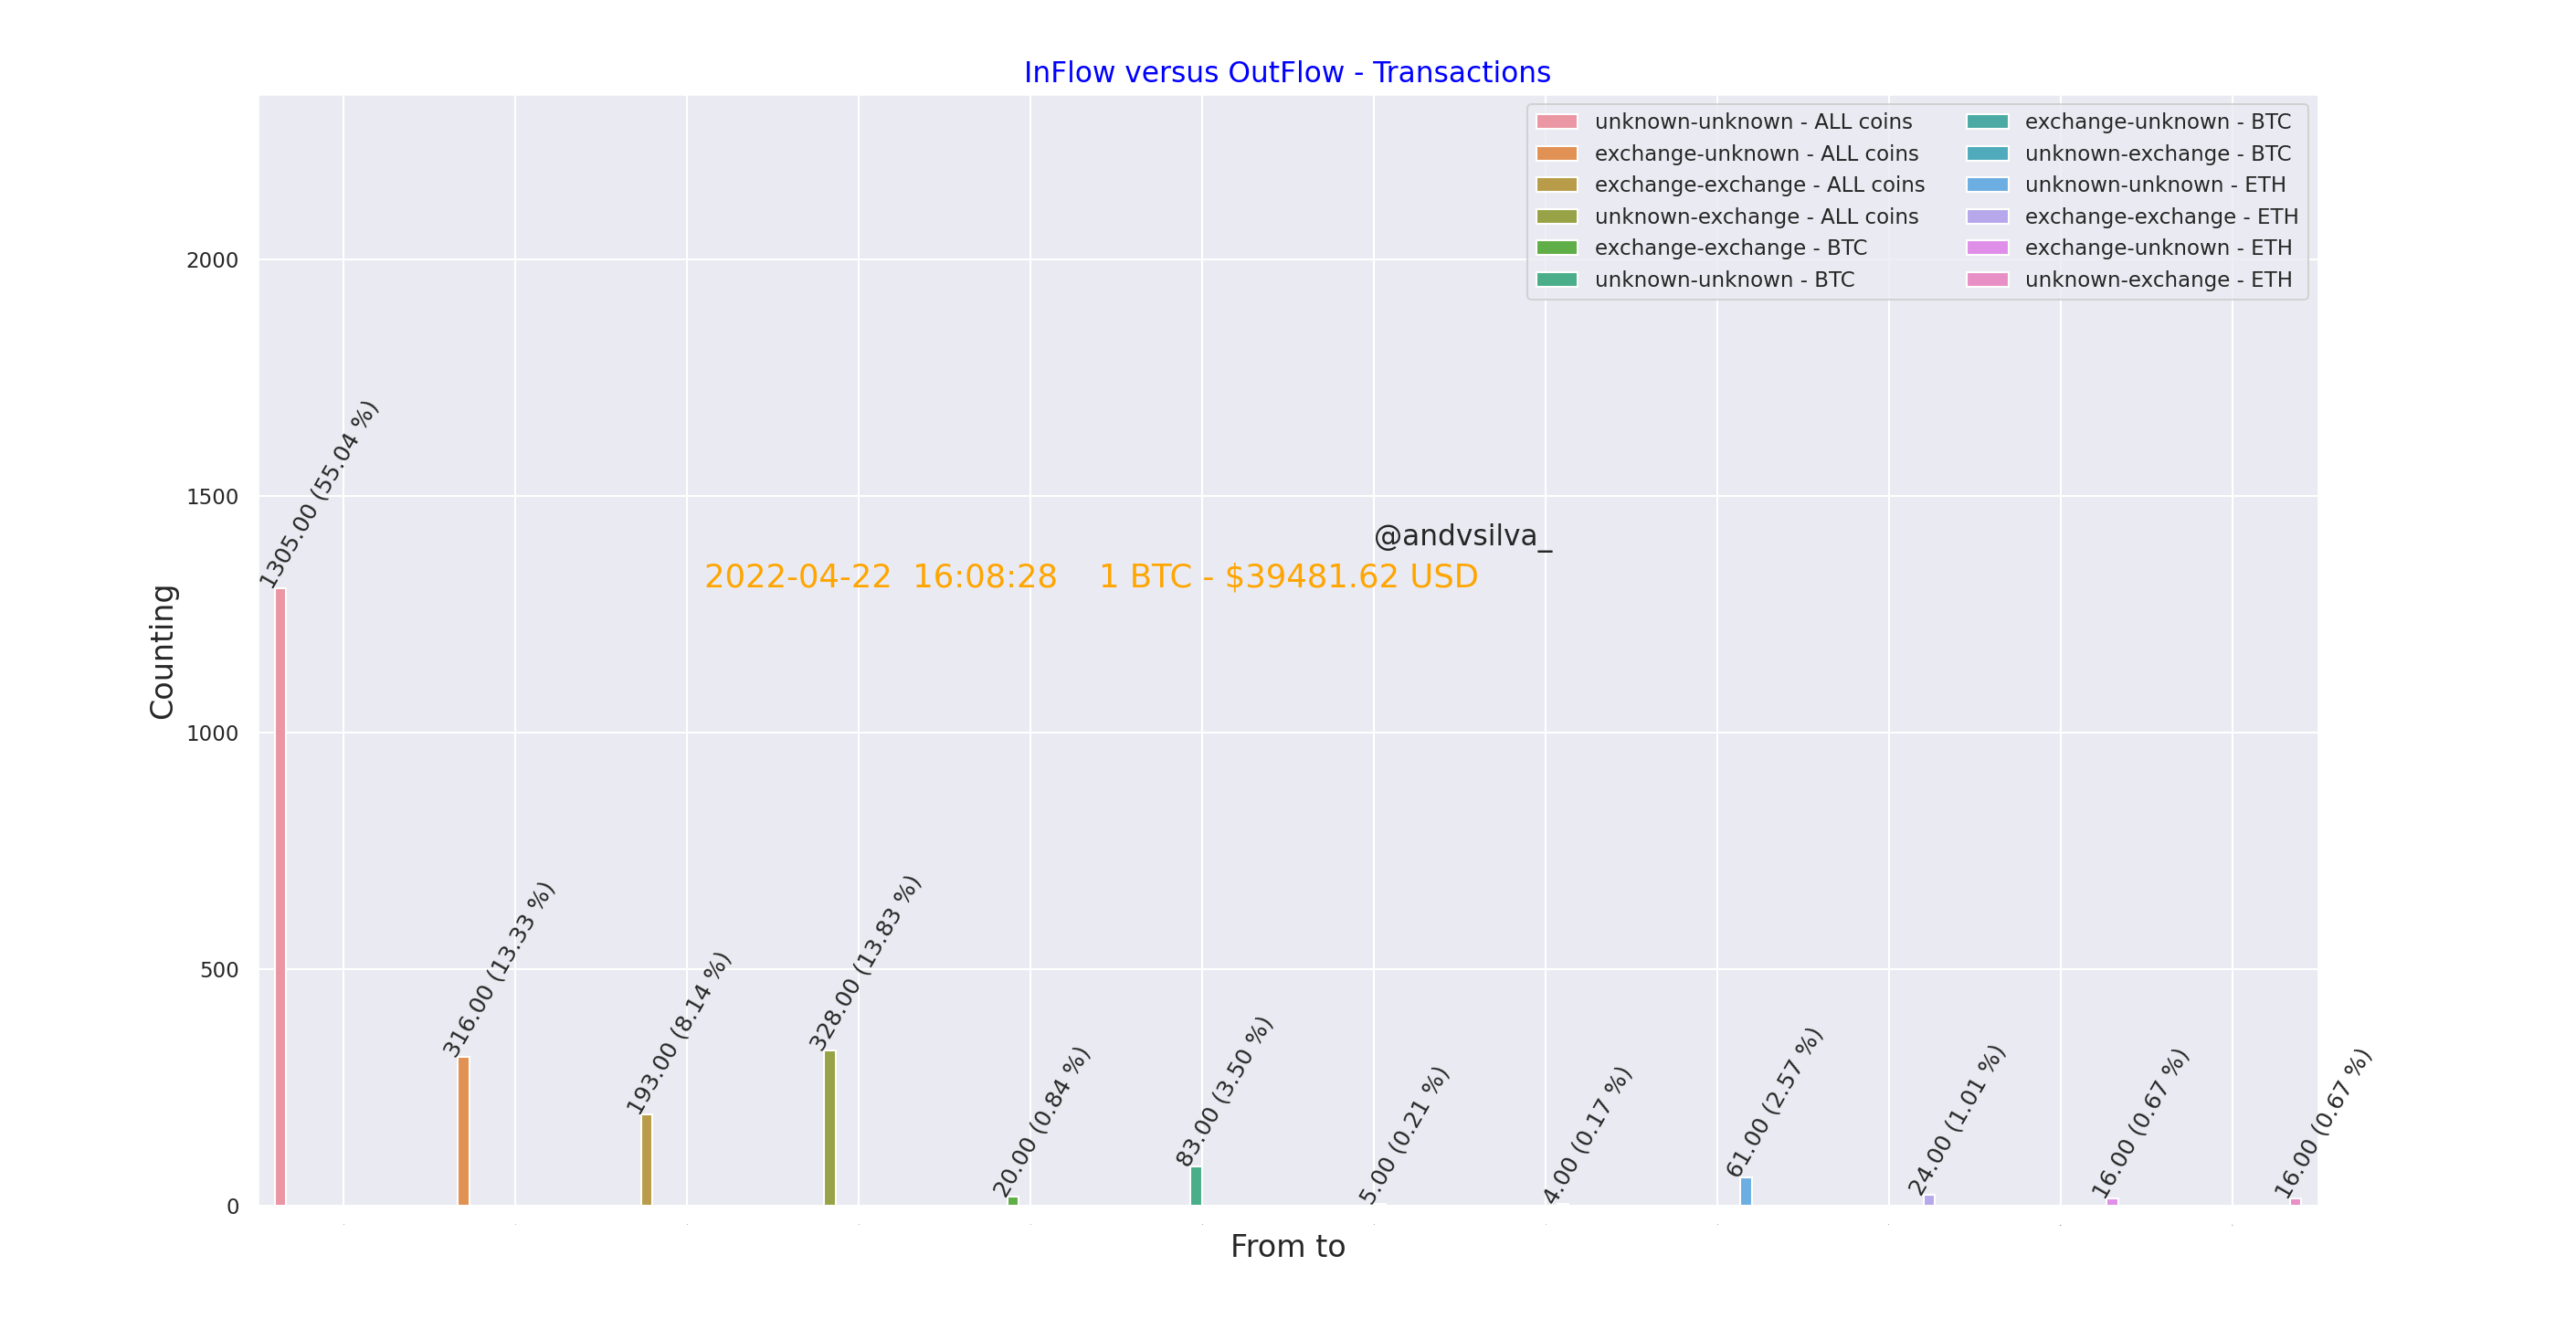 InFlow versus OutFlow - Transactions
unknown-unknown - ALL coins
exchange-unknown - ALL coins
exchange-exchange - ALL coins
unknown-exchange - ALL coins
exchange-exchange - BTC
unknown-unknown - BTC
exchange-unknown - BTC
unknown-exchange - BTC
unknown-unknown - ETH
exchange-exchange - ETH
exchange-unknown - ETH
unknown-exchange - ETH
Counting
2000
1500
1000
500
0
@andvsilva_
2022-04-22  16:08:28    1 BTC - $39481.62 USD
1305.00 (55.04 %)
316.00 (13.33 %)
193.00 (8.14 %)
328.00 (13.83 %)
20.00 (0.84 %)
83.00 (3.50 %)
5.00 (0.21 %)
4.00 (0.17 %)
61.00 (2.57 %)
24.00 (1.01 %)
16.00 (0.67 %)
16.00 (0.67 %)
From to